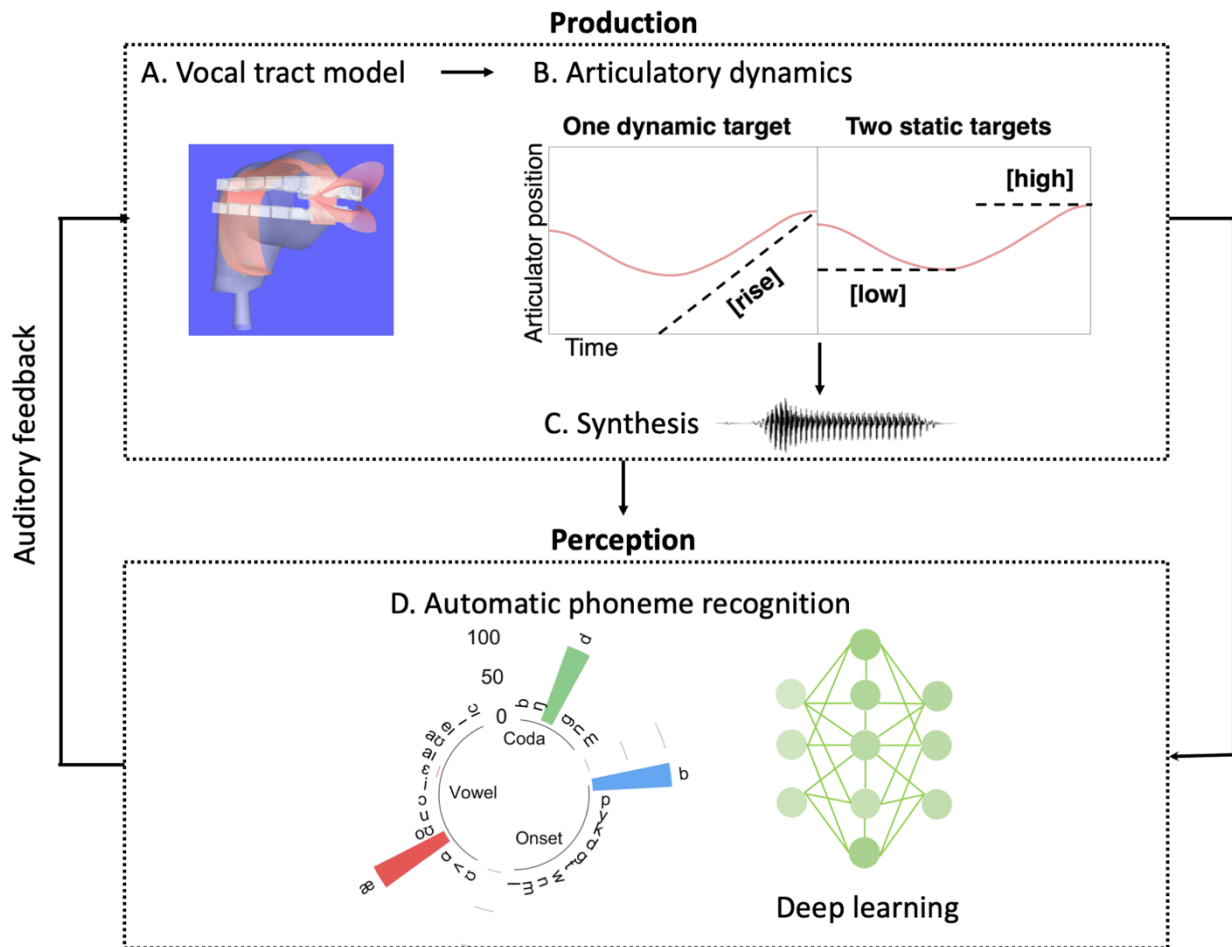 Production
A. Vocal tract model
B. Articulatory dynamics
One dynamic target
Two static targets
Articulator position
[rise]
[high]
[low]
Time
C. Synthesis
Auditory feedback
Perception
D. Automatic phoneme recognition
100
50
0
d
Coda
b
Vowel
Onset
æ
Deep learning